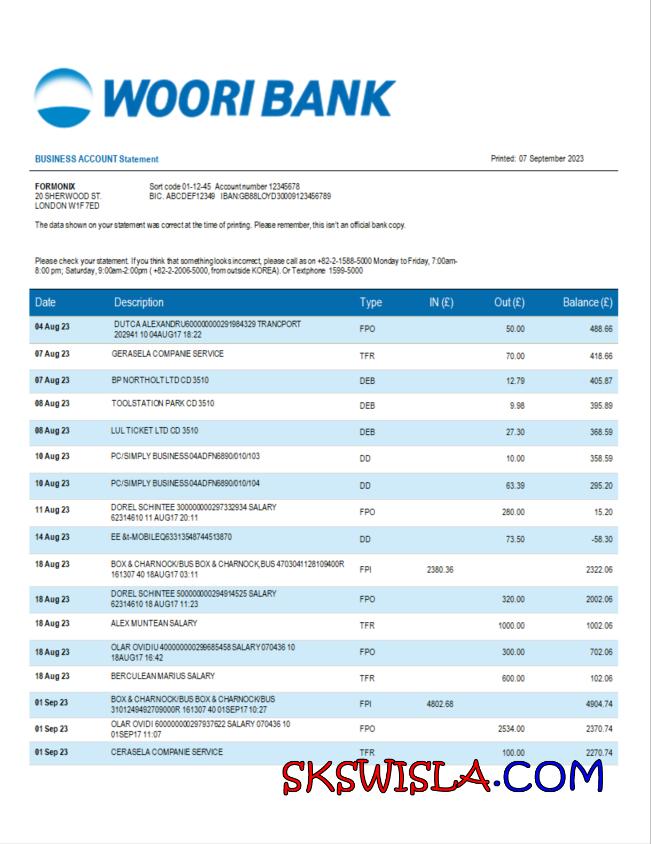 WOORI BANK
BUSINESS ACCOUNT Statement Printed: 07 September 2023
FORMONIX Sort code 01-12-45 Account number 12345678
20 SHERWOOD ST. BIC. ABCDEF12349 IBAN:GB88LOYD30009123456789
LONDON W1F 7ED
The data shown on your statement was correct at the time of printing. Please remember, this isn't an official bank copy.
Please check your statement. If you think that something looks incorrect, please call as on +82-2-1588-5000 Monday to Friday, 7:00am-
8:00 pm; Saturday, 9:00am-2:00pm ( +82-2-2006-5000, from outside KOREA). Or Textphone 1599-5000
Date Description Type IN (£) Out (£) Balance (£)
04 Aug 23 DUTCA ALEXANDRU600000000291984329 TRANCPORT FPO 50.00 488.66
202941 10 04AUG17 18:22
07 Aug 23 GERASELA COMPANIE SERVICE TFR 70.00 418.66
07 Aug 23 BP NORTHOLT LTD CD 3510 DEB 12.79 405.87
08 Aug 23 TOOLSTATION PARK CD 3510 DEB 9.98 395.89
08 Aug 23 LUL TICKET LTD CD 3510 DEB 27.30 368.59
10 Aug 23 PC/SIMPLY BUSINESS04ADFN6890/010/103 DD 10.00 358.59
10 Aug 23 PC/SIMPLY BUSINESS04ADFN6890/010/104 DD 63.39 295.20
11 Aug 23 DOREL SCHINTEE 300000000297332934 SALARY FPO 280.00 15.20
62314610 11 AUG17 20:11
14 Aug 23 EE &t-MOBILEQ63313548744513870 DD 73.50 -58.30
18 Aug 23 BOX & CHARNOCK/BUS BOX & CHARNOCK,BUS 4703041128109400R FPI 2380.36 2322.06
161307 40 18AUG17 03:11
18 Aug 23 DOREL SCHINTEE 500000000294914525 SALARY FPO 320.00 2002.06
62314610 18 AUG17 11:23
18 Aug 23 ALEX MUNTEAN SALARY TFR 1000.00 1002.06
18 Aug 23 OLAR OVIDIU 400000000299685458 SALARY 070436 10 FPO 300.00 702.06
18AUG17 16:42
18 Aug 23 BERCULEAN MARIUS SALARY TFR 600.00 102.06
01 Sep 23 BOX & CHARNOCK/BUS BOX & CHARNOCK/BUS FPI 4802.68 4904.74
3101249492709000R 161307 40 01SEP17 10:27
01 Sep 23 OLAR OVIDI 600000000297937622 SALARY 070436 10 FPO 2534.00 2370.74
01SEP17 11:07
01 Sep 23 CERASELA COMPANIE SERVICE TFR 100.00 2270.74
SKSWISLA.COM